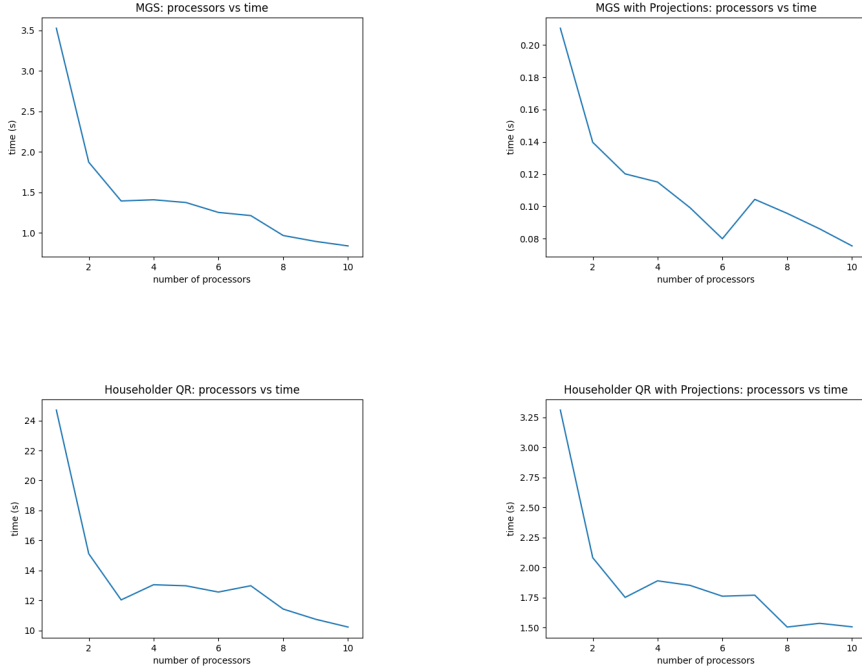 MGS: processors vs time
3.5
3.0
2.5
2.0
1.5
1.0
time (s)
2 4 6 8 10
number of processors
MGS with Projections: processors vs time
0.20
0.18
0.16
0.14
0.12
0.10
0.08
time (s)
2 4 6 8 10
number of processors
Householder QR: processors vs time
24
22
20
18
16
14
12
10
time (s)
2 4 6 8 10
number of processors
Householder QR with Projections: processors vs time
3.25
3.00
2.75
2.50
2.25
2.00
1.75
1.50
time (s)
2 4 6 8 10
number of processors